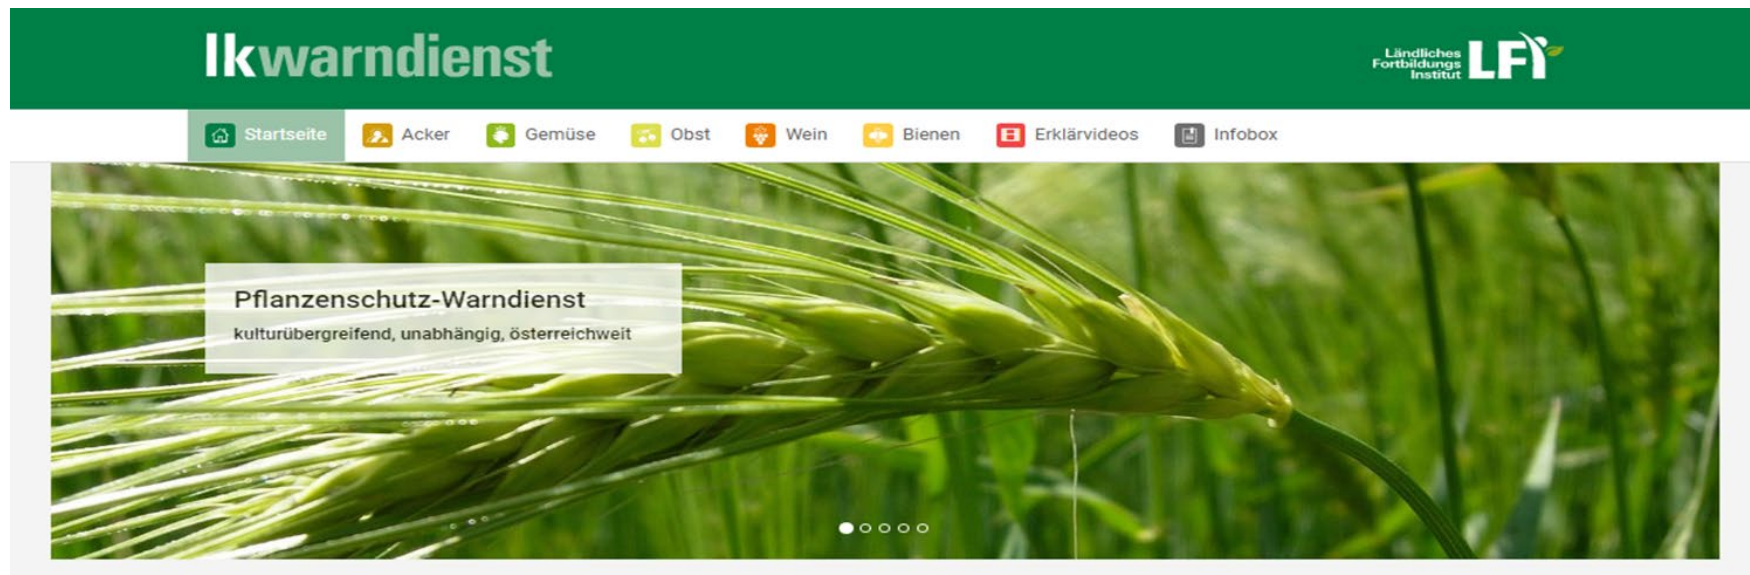 lkwarndienst
Ländliches
Fortbildungs
Institut
LFI
Startseite
Acker
Gemüse
Obst
Wein
Bienen
Erklärvideos
Infobox
Pflanzenschutz-Warndienst
kulturübergreifend, unabhängig, österreichweit